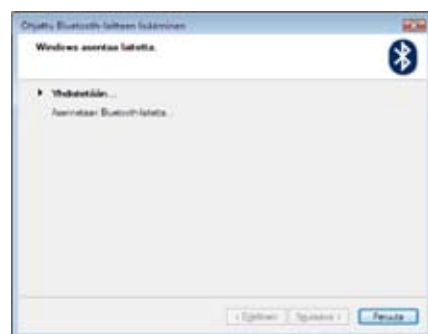 Ohjattu Bluetooth-laitteen lisääminen
Windows asentaa laitetta.
Yhdistetään...
Asennetaan Bluetooth-laitetta...
< Edellinen
Seuraava >
Peruuta